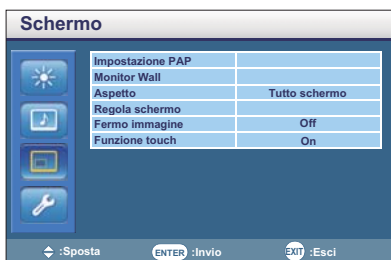 Schermo
Impostazione PAP
Monitor Wall
Aspetto Tutto schermo
Regola schermo
Fermo immagine Off
Funzione touch On
:Sposta ENTER :Invio EXIT :Esci